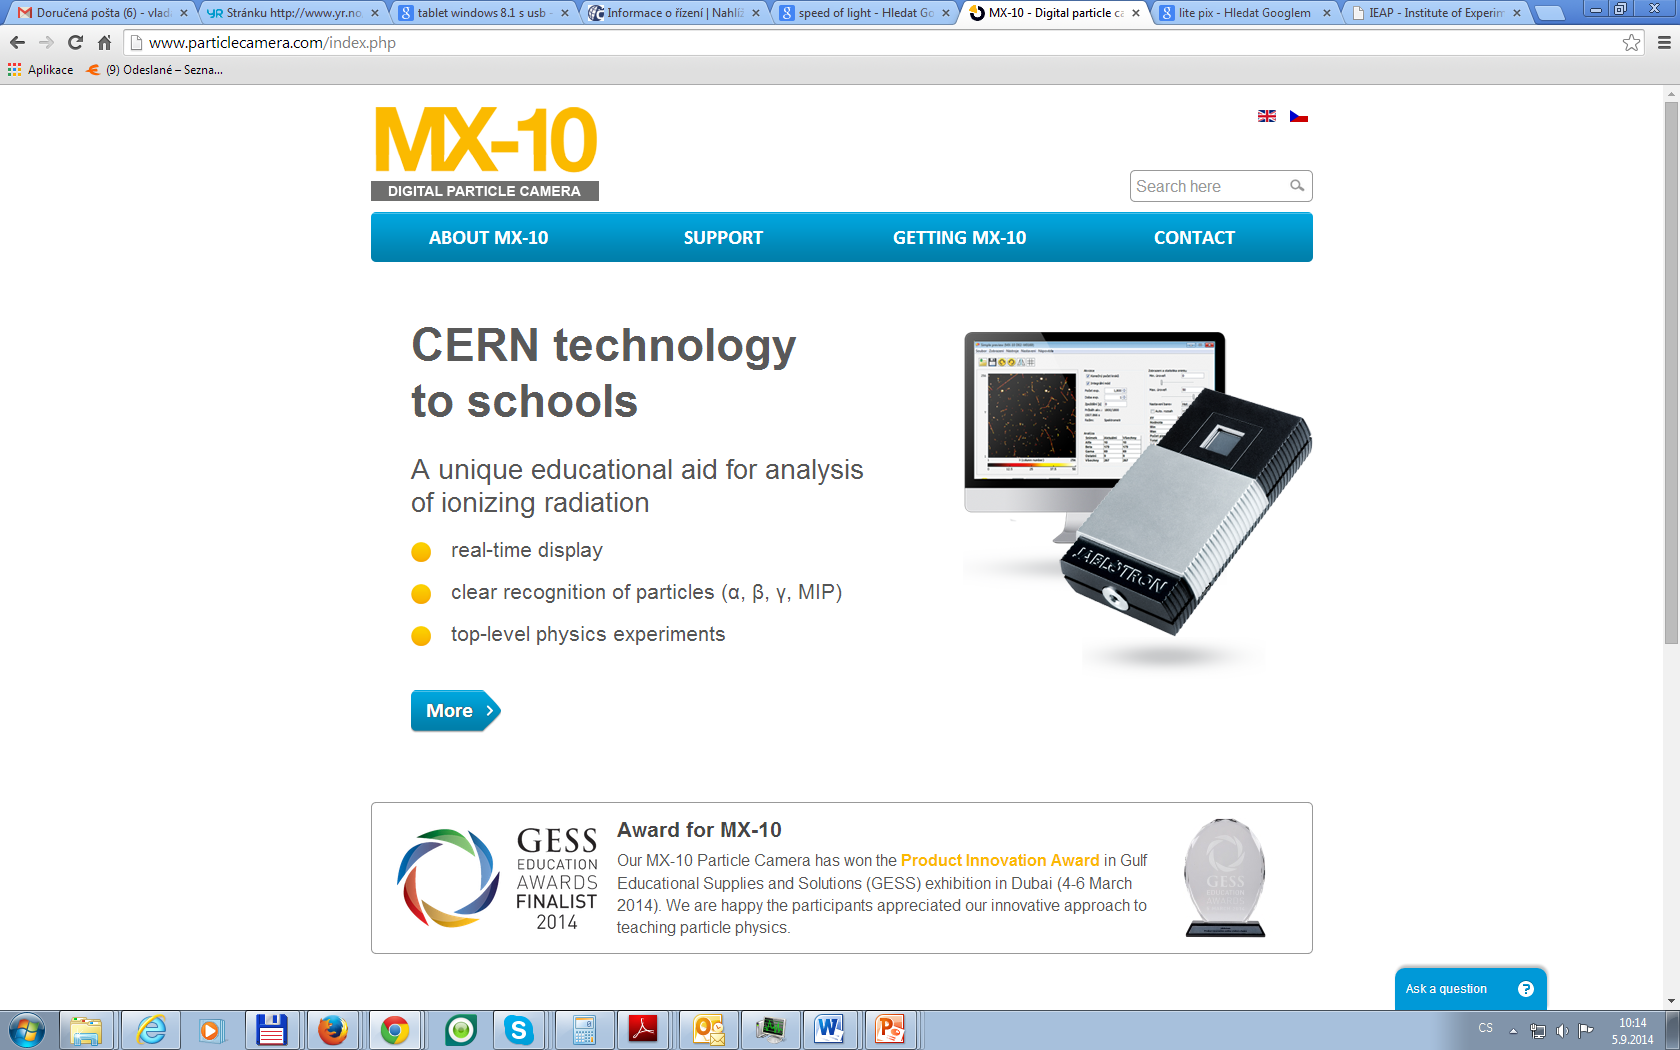 Doručená pošta (6) - vlad
Stránku http://www.yr.no
tablet windows 8.1 s usb -
Informace o řízení | Nahlíž
speed of light - Hledat Go
MX-10 - Digital particle ca
lite pix - Hledat Googlem
IEAP - Institute of Experim
www.particlecamera.com/index.php
Aplikace
(9) Odeslané – Sezna...
MX-10
DIGITAL PARTICLE CAMERA
Search here
ABOUT MX-10
SUPPORT
GETTING MX-10
CONTACT
CERN technology
to schools
A unique educational aid for analysis
of ionizing radiation
real-time display
clear recognition of particles (α, β, γ, MIP)
top-level physics experiments
JABLOTRON
More
GESS
EDUCATION
AWARDS
FINALIST
2014
Award for MX-10
Our MX-10 Particle Camera has won the Product Innovation Award in Gulf
Educational Supplies and Solutions (GESS) exhibition in Dubai (4-6 March
2014). We are happy the participants appreciated our innovative approach to
teaching particle physics.
GESS
EDUCATION
AWARDS
Ask a question
CS
10:14
5.9.2014